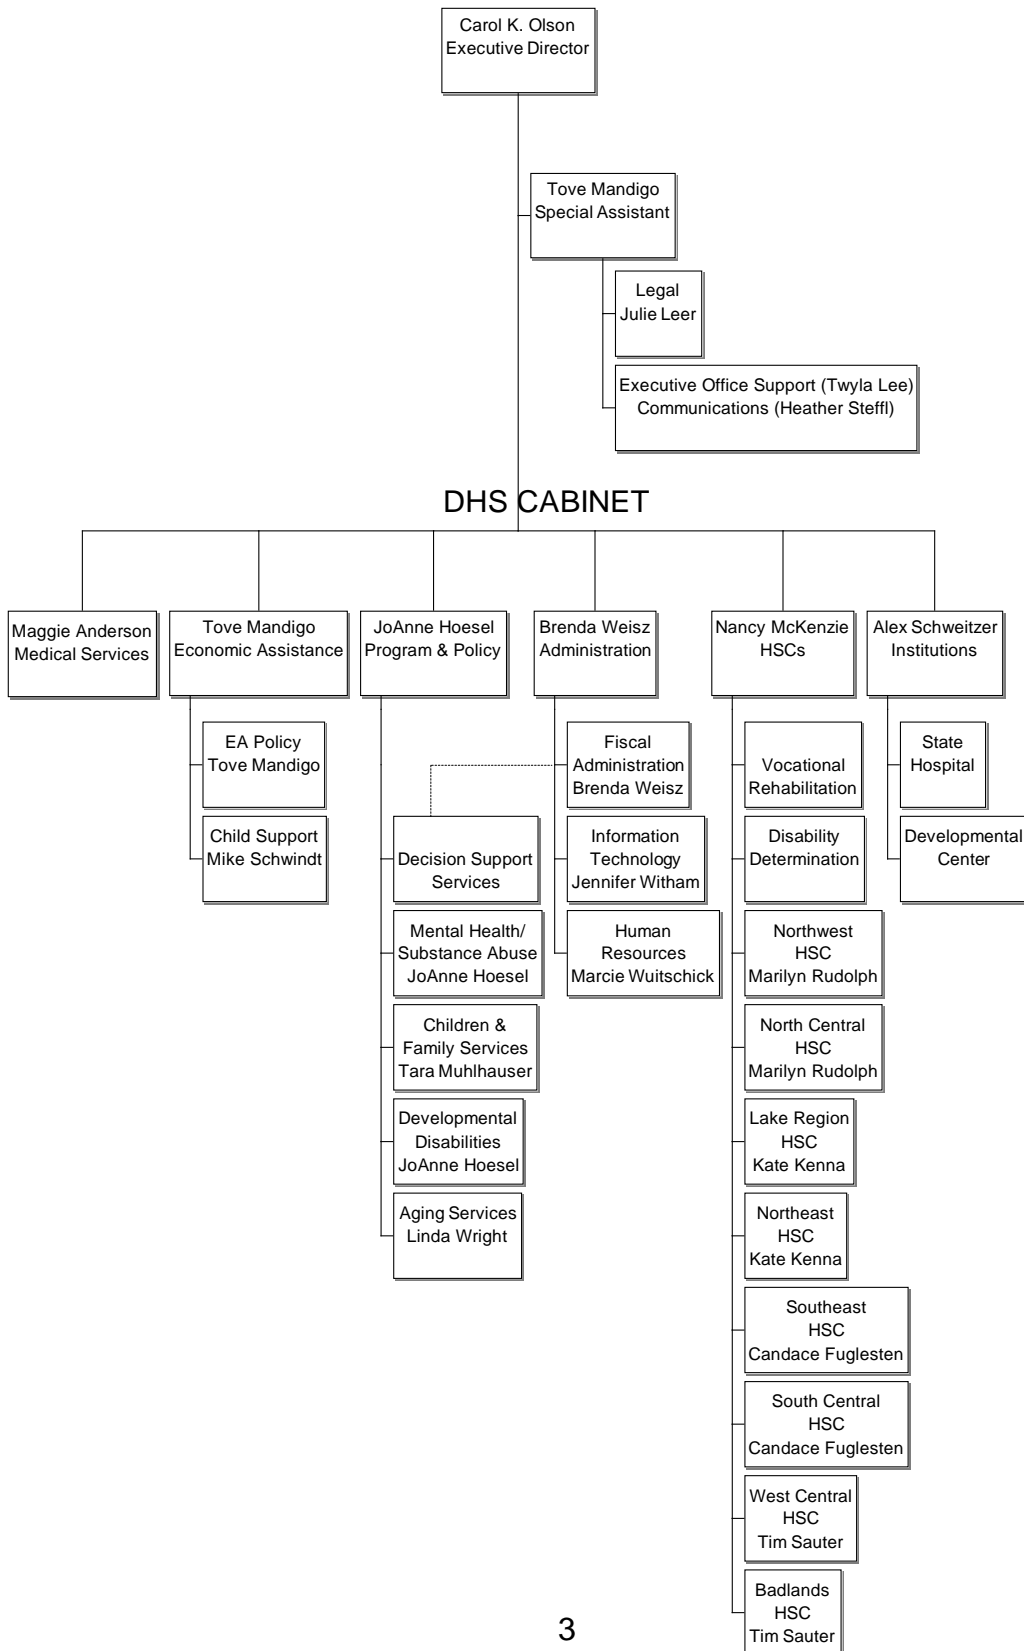 Carol K. Olson
Executive Director
Tove Mandigo
Special Assistant
Legal
Julie Leer
Executive Office Support (Twyla Lee)
Communications (Heather Steffl)
DHS CABINET
Maggie Anderson
Medical Services
Tove Mandigo
Economic Assistance
EA Policy
Tove Mandigo
Child Support
Mike Schwindt
JoAnne Hoesel
Program & Policy
Decision Support
Services
Mental Health/
Substance Abuse
JoAnne Hoesel
Children &
Family Services
Tara Muhlhauser
Developmental
Disabilities
JoAnne Hoesel
Aging Services
Linda Wright
Brenda Weisz
Administration
Fiscal
Administration
Brenda Weisz
Information
Technology
Jennifer Witham
Human
Resources
Marcie Wuitschick
Nancy McKenzie
HSCs
Vocational
Rehabilitation
Disability
Determination
Northwest
HSC
Marilyn Rudolph
North Central
HSC
Marilyn Rudolph
Lake Region
HSC
Kate Kenna
Northeast
HSC
Kate Kenna
Southeast
HSC
Candace Fuglesten
South Central
HSC
Candace Fuglesten
West Central
HSC
Tim Sauter
Badlands
HSC
Tim Sauter
Alex Schweitzer
Institutions
State
Hospital
Developmental
Center
3